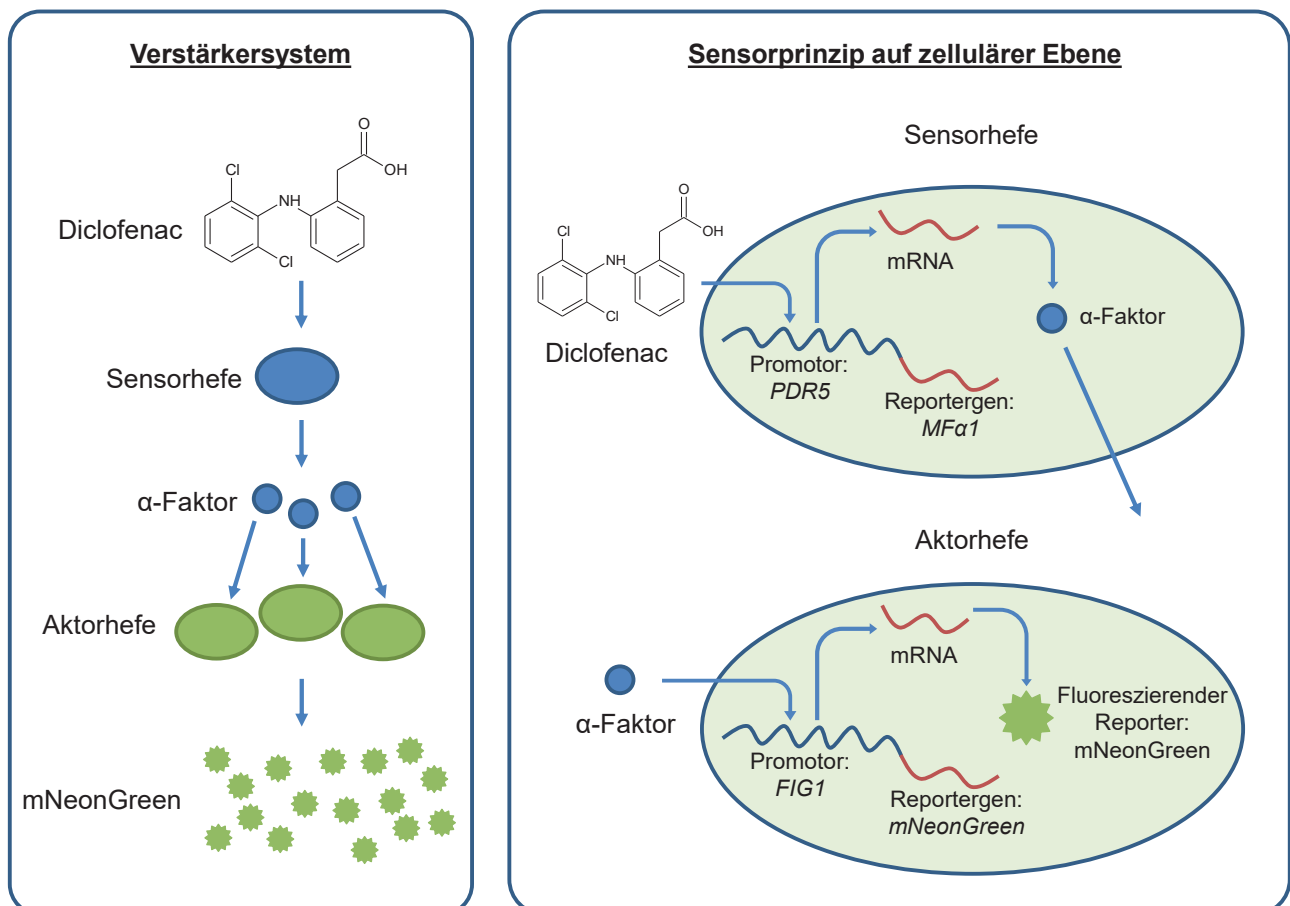 Verstärkersystem
O
OH
Cl
NH
Cl
Diclofenac
Sensorhefe
α-Faktor
Aktorhefe
mNeonGreen
Sensorprinzip auf zellulärer Ebene
Sensorhefe
O
OH
Cl
NH
Cl
Diclofenac
mRNA
α-Faktor
Promotor:
PDR5
Reportergen:
MFα1
Aktorhefe
α-Faktor
mRNA
Fluoreszierender
Reporter:
mNeonGreen
Promotor:
FIG1
Reportergen:
mNeonGreen